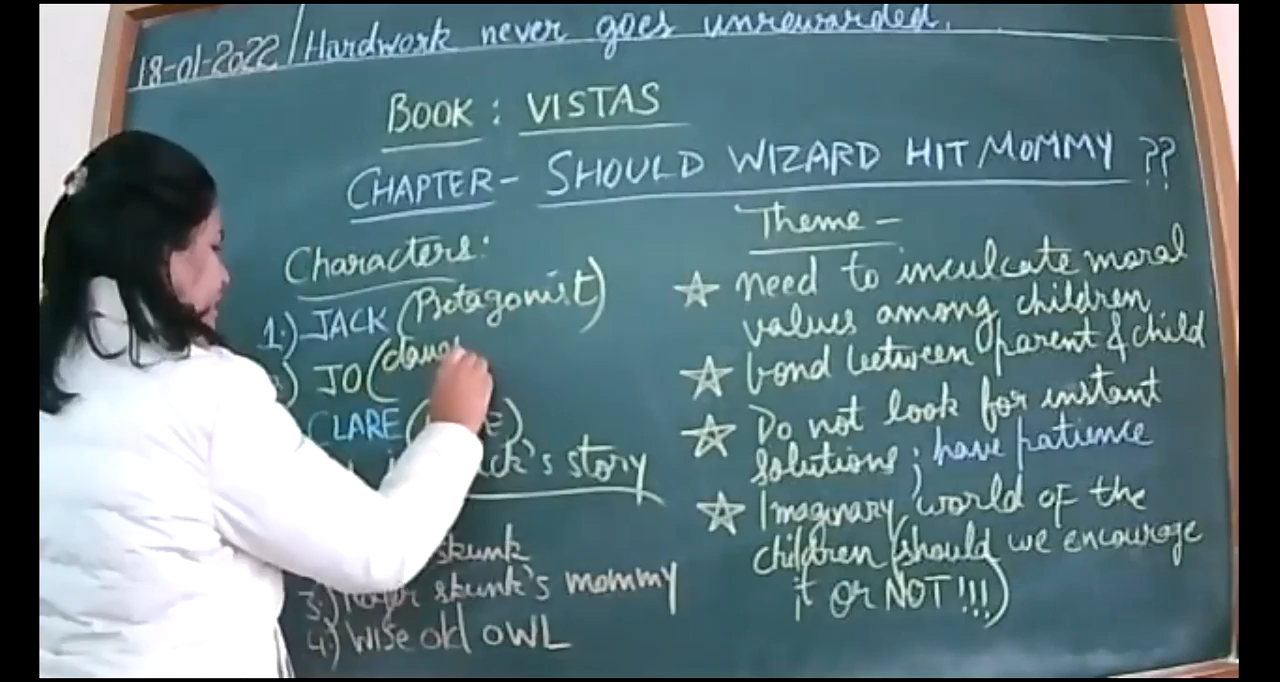 18-01-2022/Hardwork never goes unrewarded.
BOOK: VISTAS
CHAPTER- SHOULD WIZARD HIT MOMMY ??
Characters:
1.) JACK (Protagonist)
) JO (daug
CLARE (
's story
skunk
3.) Roger skunk's mommy
4.) WISE old OWL
Theme -
☆ need to inculcate moral
values among children
☆ bond between parent & child
☆ Do not look for instant
solutions; have patience
☆ Imaginary world of the
children (should we encourage
it or NOT!!!)